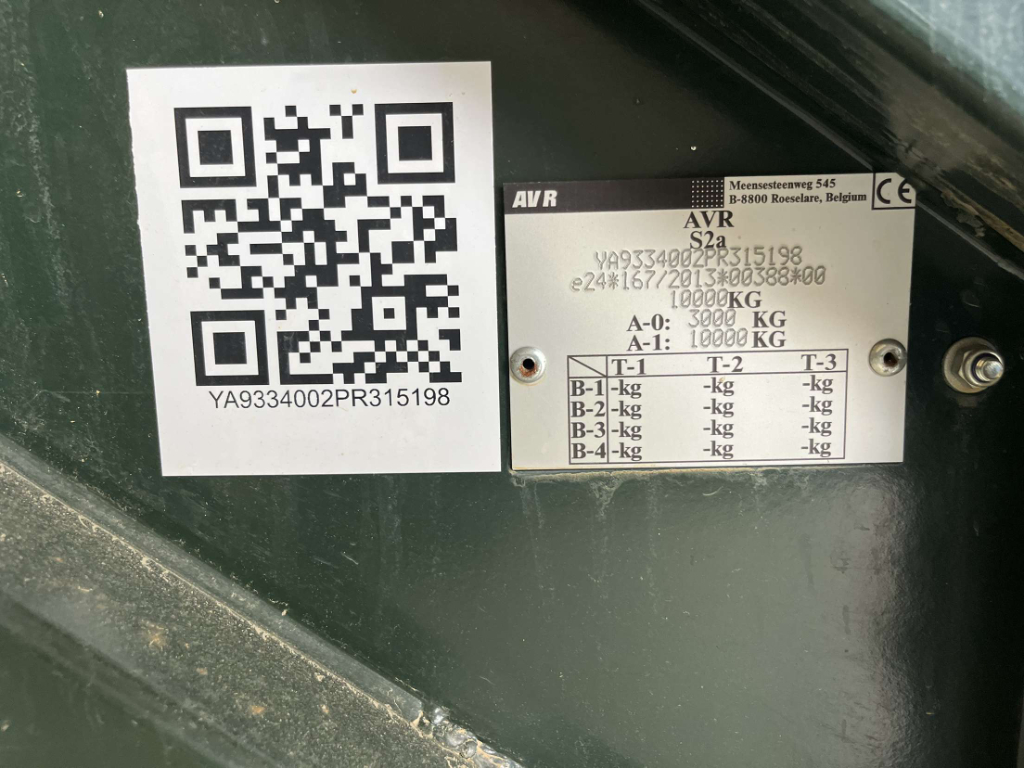 YA9334002PR315198
AVR
Meensesteenweg 545
B-8800 Roeselare, Belgium
CE
AVR
S2a
YA9334002PR315198
e24*167/2013*00388*00
10000KG
A-0: 3000 KG
A-1: 10000 KG
T-1 T-2 T-3
B-1 -kg -kg -kg
B-2 -kg -kg -kg
B-3 -kg -kg -kg
B-4 -kg -kg -kg